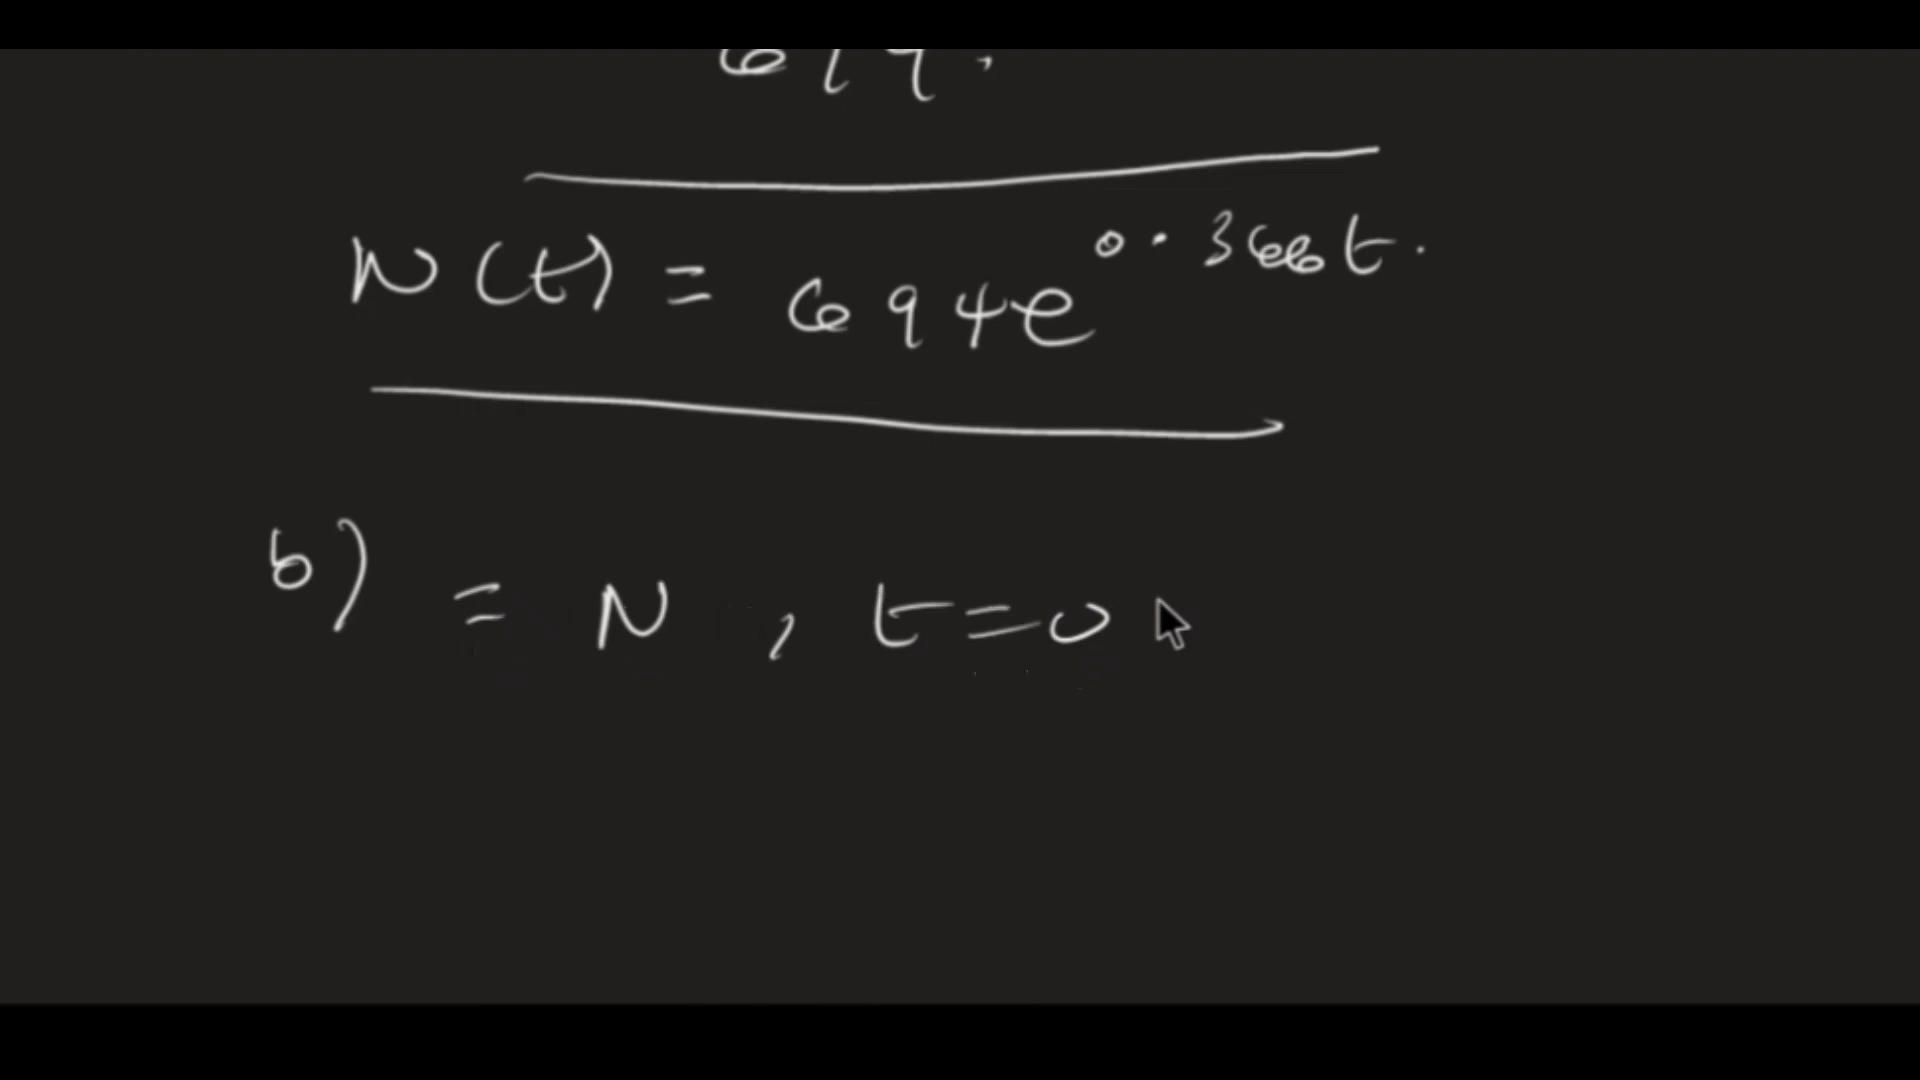 N(t) = 694e^0.366t.
b) = N , t=0